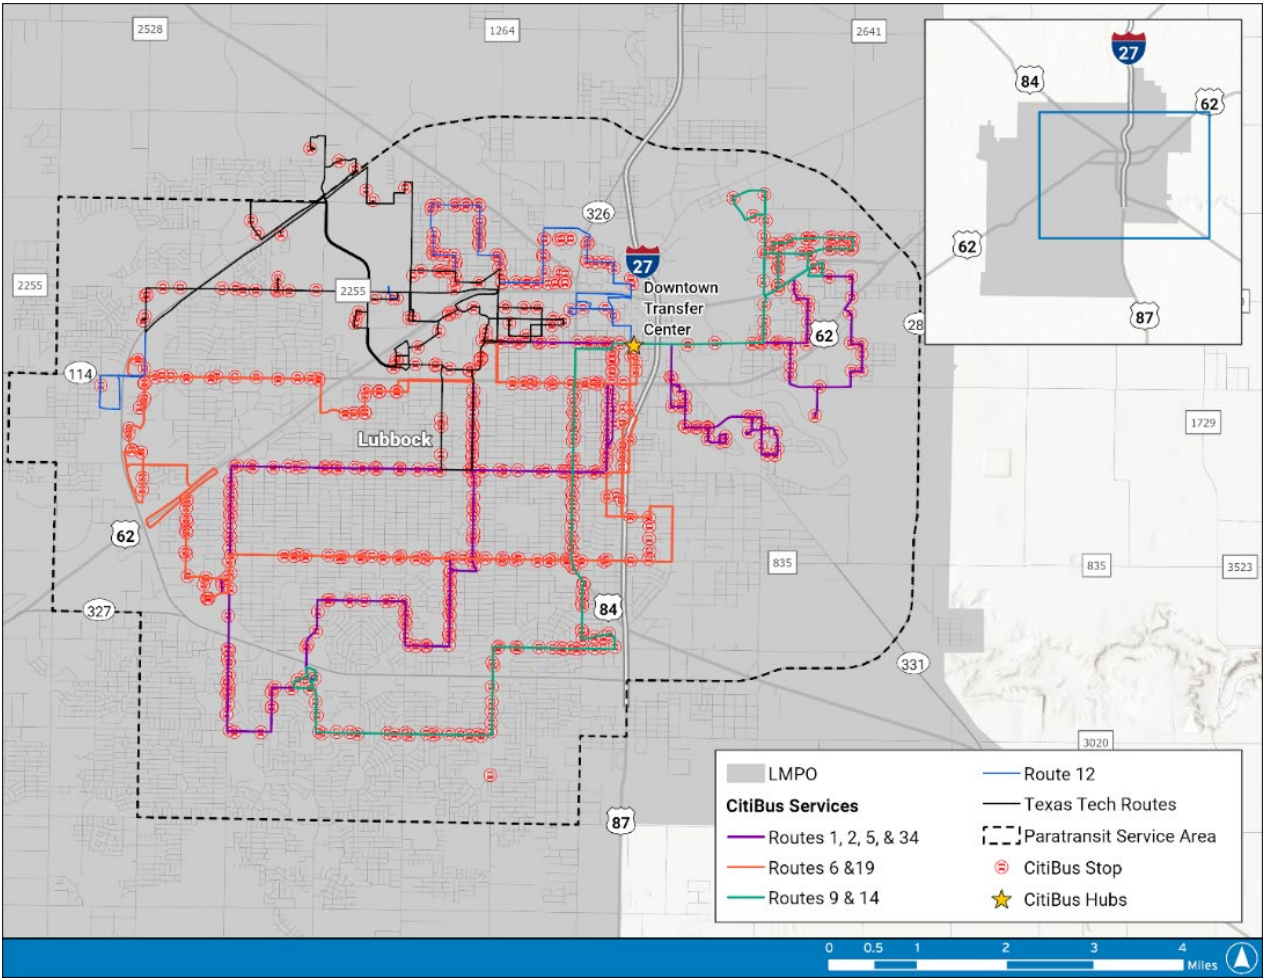 2528
1264
2641
27
84
62
62
87
326
27
Downtown
Transfer
Center
2255
2255
62
28
114
Lubbock
1729
62
835
835
3523
327
84
331
3020
87
LMPO
CitiBus Services
Routes 1, 2, 5, & 34
Routes 6 &19
Routes 9 & 14
Route 12
Texas Tech Routes
Paratransit Service Area
CitiBus Stop
CitiBus Hubs
0 0.5 1 2 3 4
Miles